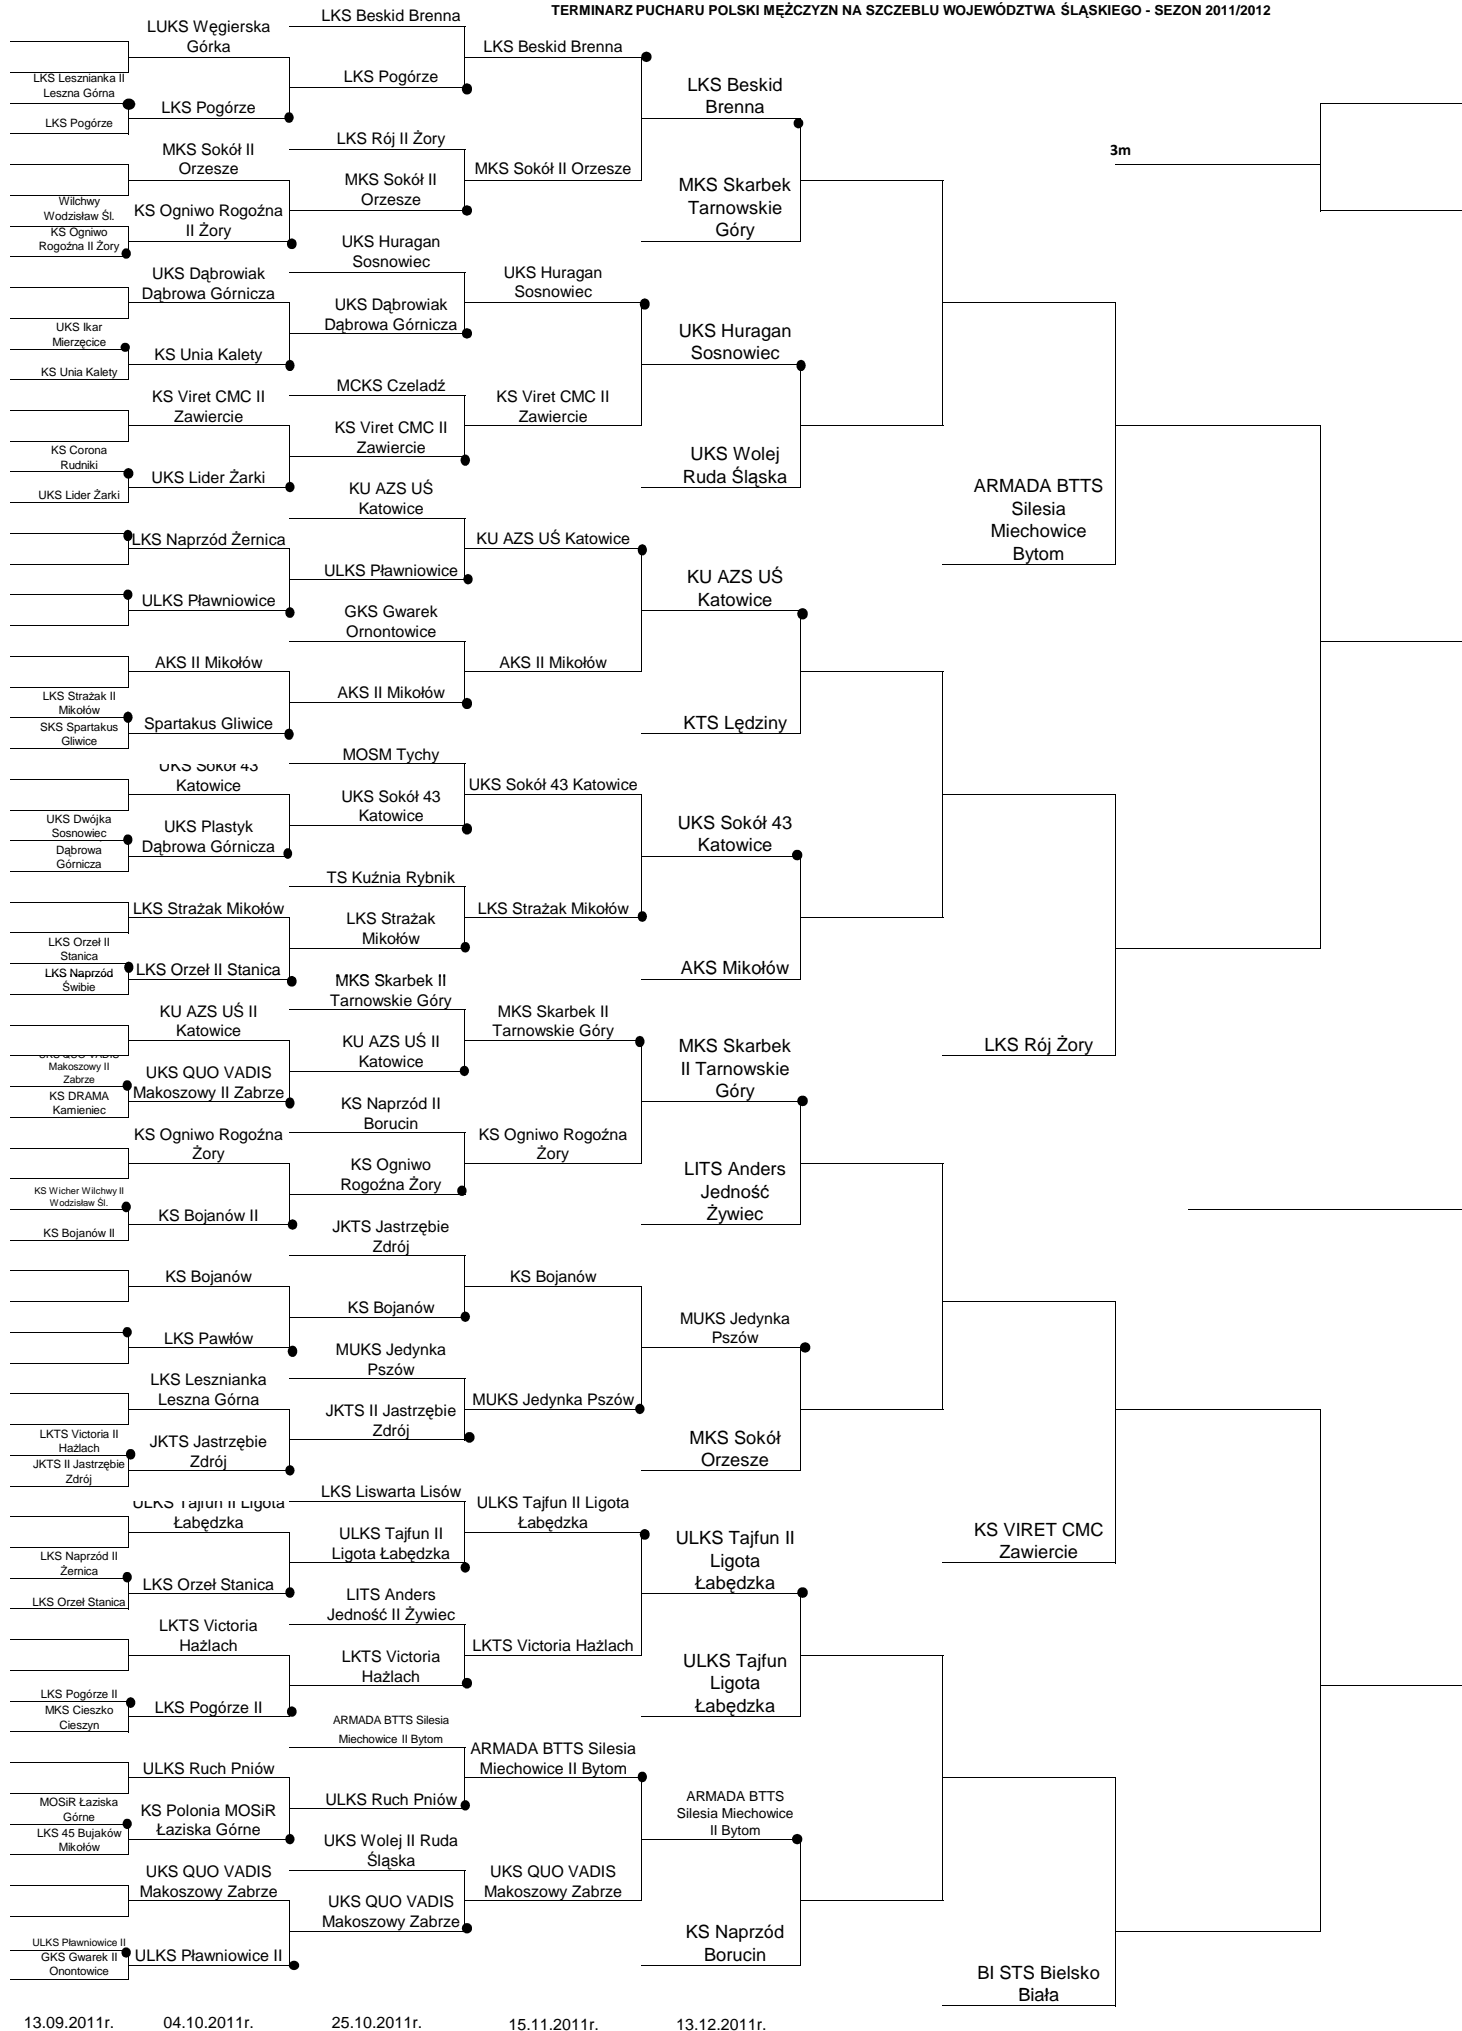 TERMINARZ PUCHARU POLSKI MĘŻCZYZN NA SZCZEBLU WOJEWÓDZTWA ŚLĄSKIEGO - SEZON 2011/2012
LKS Lesznianka II
Leszna Górna
LKS Pogórze
Wilchwy
Wodzisław Śl.
KS Ogniwo
Rogoźna II Żory
UKS Ikar
Mierzęcice
KS Unia Kalety
KS Corona
Rudniki
UKS Lider Żarki
LKS Strażak II
Mikołów
SKS Spartakus
Gliwice
UKS Dwójka
Sosnowiec
Dąbrowa
Górnicza
LKS Orzeł II
Stanica
LKS Naprzód
Świbie
UKS QUO VADIS
Makoszowy II
Zabrze
KS DRAMA
Kamieniec
KS Wicher Wilchwy II
Wodzisław Śl.
KS Bojanów II
LKTS Victoria II
Hażlach
JKTS II Jastrzębie
Zdrój
LKS Naprzód II
Żernica
LKS Orzeł Stanica
LKS Pogórze II
MKS Cieszko
Cieszyn
MOSiR Łaziska
Górne
LKS 45 Bujaków
Mikołów
ULKS Pławniowice II
GKS Gwarek II
Onontowice
13.09.2011r.
LUKS Węgierska
Górka
LKS Pogórze
MKS Sokół II
Orzesze
KS Ogniwo Rogoźna
II Żory
UKS Dąbrowiak
Dąbrowa Górnicza
KS Unia Kalety
KS Viret CMC II
Zawiercie
UKS Lider Żarki
LKS Naprzód Żernica
ULKS Pławniowice
AKS II Mikołów
Spartakus Gliwice
UKS Sokół 43
Katowice
UKS Plastyk
Dąbrowa Górnicza
LKS Strażak Mikołów
LKS Orzeł II Stanica
KU AZS UŚ II
Katowice
UKS QUO VADIS
Makoszowy II Zabrze
KS Ogniwo Rogoźna
Żory
KS Bojanów II
KS Bojanów
LKS Pawłów
LKS Lesznianka
Leszna Górna
JKTS Jastrzębie
Zdrój
ULKS Tajfun II Ligota
Łabędzka
LKS Orzeł Stanica
LKTS Victoria
Hażlach
LKS Pogórze II
ULKS Ruch Pniów
KS Polonia MOSiR
Łaziska Górne
UKS QUO VADIS
Makoszowy Zabrze
ULKS Pławniowice II
04.10.2011r.
LKS Beskid Brenna
LKS Pogórze
LKS Rój II Żory
MKS Sokół II
Orzesze
UKS Huragan
Sosnowiec
UKS Dąbrowiak
Dąbrowa Górnicza
MCKS Czeladź
KS Viret CMC II
Zawiercie
KU AZS UŚ
Katowice
ULKS Pławniowice
GKS Gwarek
Ornontowice
AKS II Mikołów
MOSM Tychy
UKS Sokół 43
Katowice
TS Kuźnia Rybnik
LKS Strażak
Mikołów
MKS Skarbek II
Tarnowskie Góry
KU AZS UŚ II
Katowice
KS Naprzód II
Borucin
KS Ogniwo
Rogoźna Żory
JKTS Jastrzębie
Zdrój
KS Bojanów
MUKS Jedynka
Pszów
JKTS II Jastrzębie
Zdrój
LKS Liswarta Lisów
ULKS Tajfun II
Ligota Łabędzka
LITS Anders
Jedność II Żywiec
LKTS Victoria
Hażlach
ARMADA BTTS Silesia
Miechowice II Bytom
ULKS Ruch Pniów
UKS Wolej II Ruda
Śląska
UKS QUO VADIS
Makoszowy Zabrze
25.10.2011r.
LKS Beskid Brenna
MKS Sokół II Orzesze
UKS Huragan
Sosnowiec
KS Viret CMC II
Zawiercie
KU AZS UŚ Katowice
AKS II Mikołów
UKS Sokół 43 Katowice
LKS Strażak Mikołów
MKS Skarbek II
Tarnowskie Góry
KS Ogniwo Rogoźna
Żory
KS Bojanów
MUKS Jedynka Pszów
ULKS Tajfun II Ligota
Łabędzka
LKTS Victoria Hażlach
ARMADA BTTS Silesia
Miechowice II Bytom
UKS QUO VADIS
Makoszowy Zabrze
15.11.2011r.
LKS Beskid
Brenna
MKS Skarbek
Tarnowskie
Góry
UKS Huragan
Sosnowiec
UKS Wolej
Ruda Śląska
KU AZS UŚ
Katowice
KTS Lędziny
UKS Sokół 43
Katowice
AKS Mikołów
MKS Skarbek
II Tarnowskie
Góry
LITS Anders
Jedność
Żywiec
MUKS Jedynka
Pszów
MKS Sokół
Orzesze
ULKS Tajfun II
Ligota
Łabędzka
ULKS Tajfun
Ligota
Łabędzka
ARMADA BTTS
Silesia Miechowice
II Bytom
KS Naprzód
Borucin
13.12.2011r.
ARMADA BTTS
Silesia
Miechowice
Bytom
LKS Rój Żory
KS VIRET CMC
Zawiercie
BI STS Bielsko
Biała
3m